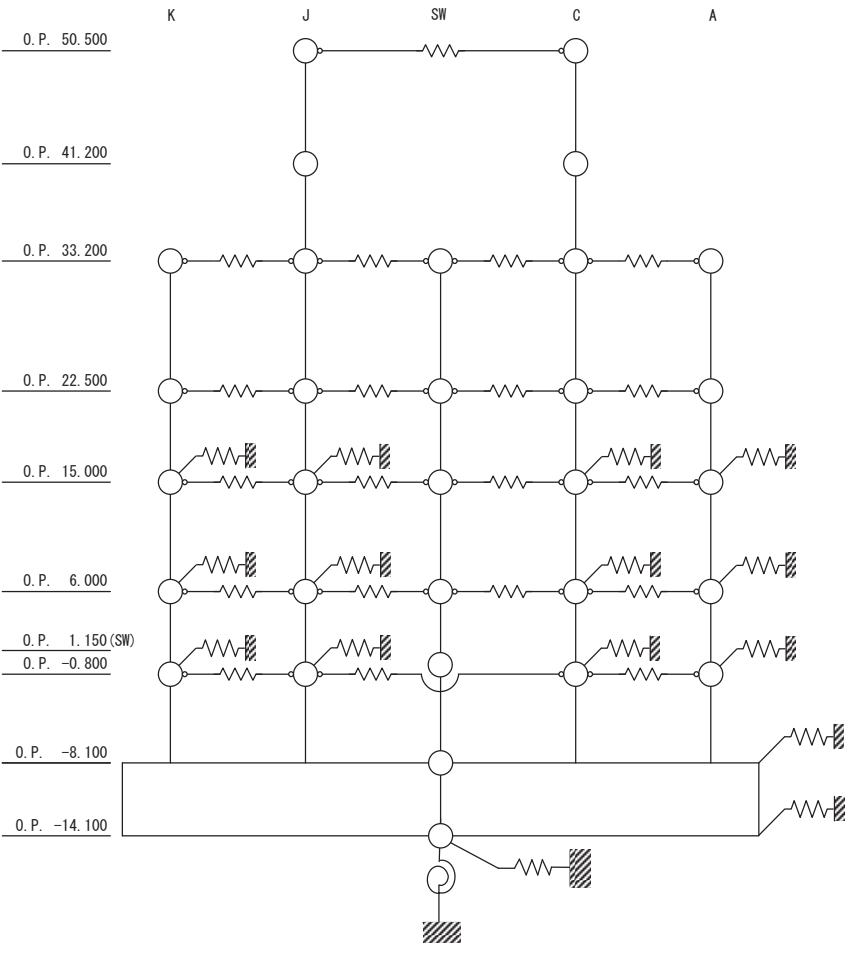 K J SW C A
O.P. 50.500
O.P. 41.200
O.P. 33.200
O.P. 22.500
O.P. 15.000
O.P. 6.000
O.P. 1.150(SW)
O.P. -0.800
O.P. -8.100
O.P. -14.100